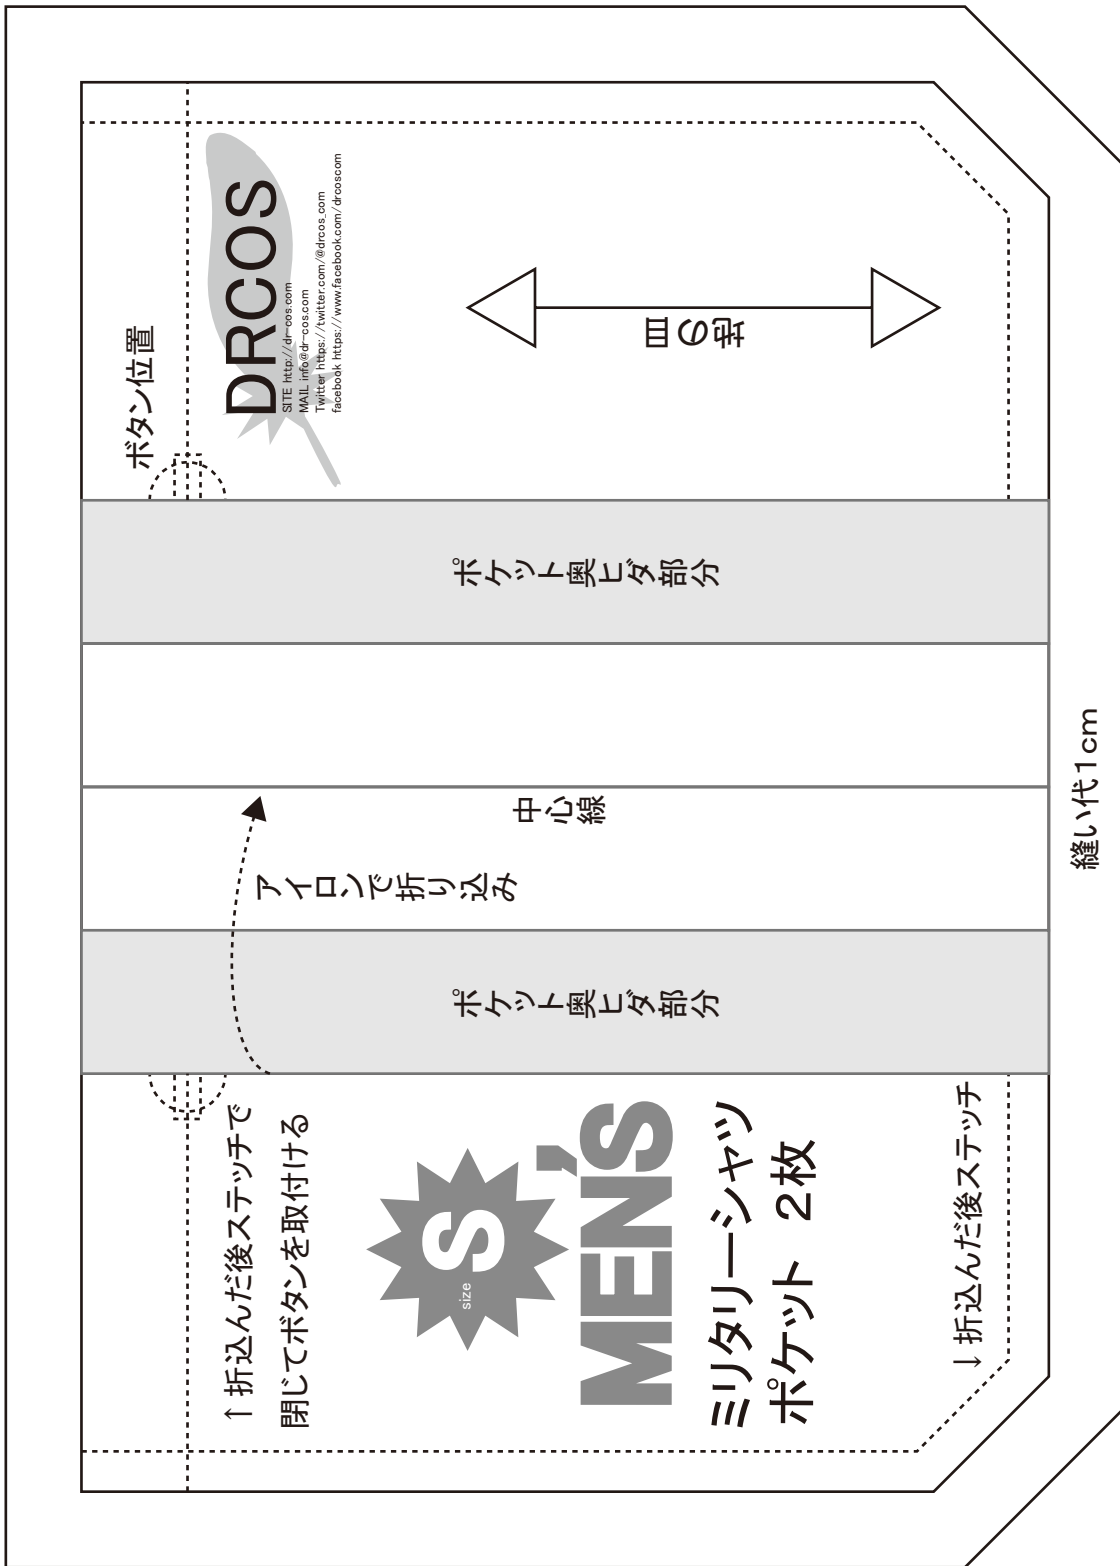 ↑折込んだ後ステッチで
閉じてボタンを取付ける
size
S
MEN'S
ミリタリーシャツ
ポケット 2枚
↓折込んだ後ステッチ
ポケット奥ヒダ部分
アイロンで折り込み
中心線
縫い代1cm
ポケット奥ヒダ部分
ボタン位置
DRCOS
SITE http://dr-cos.com
MAIL info@dr-cos.com
Twitter https://twitter.com/@drcos_com
facebook https://www.facebook.com/drcoscom
地の目